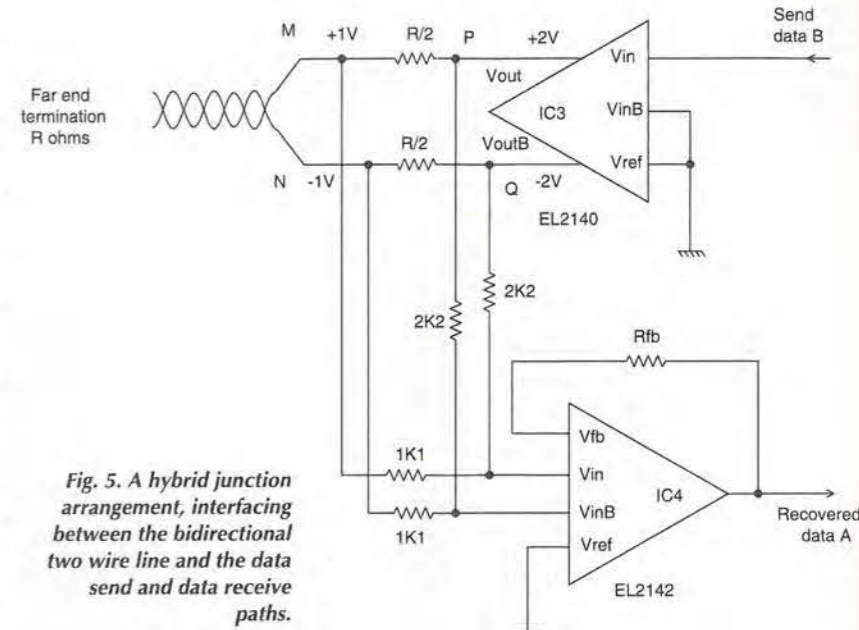 Send
data B
M
+1V
R/2
P
+2V
Vin
Vout
Far end
termination
R ohms
IC3
VinB
R/2
VoutB
Vref
N
-1V
Q
-2V
EL2140
2K2
2K2
Rfb
Vfb
1K1
Vin
IC4
VinB
Recovered
data A
1K1
Vref
EL2142
Fig. 5. A hybrid junction
arrangement, interfacing
between the bidirectional
two wire line and the data
send and data receive
paths.